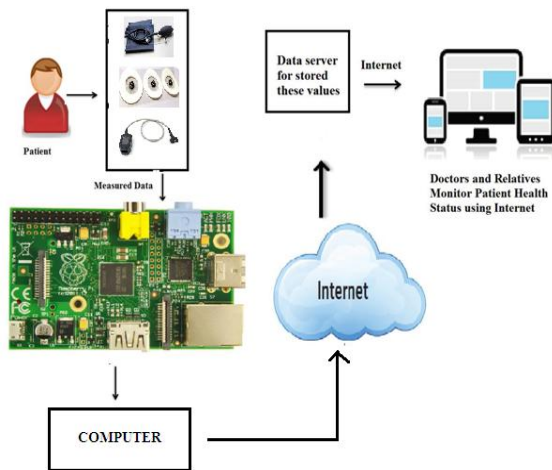 Patient
Measured Data
COMPUTER
Internet
Data server
for stored
these values
Internet
Doctors and Relatives
Monitor Patient Health
Status using Internet